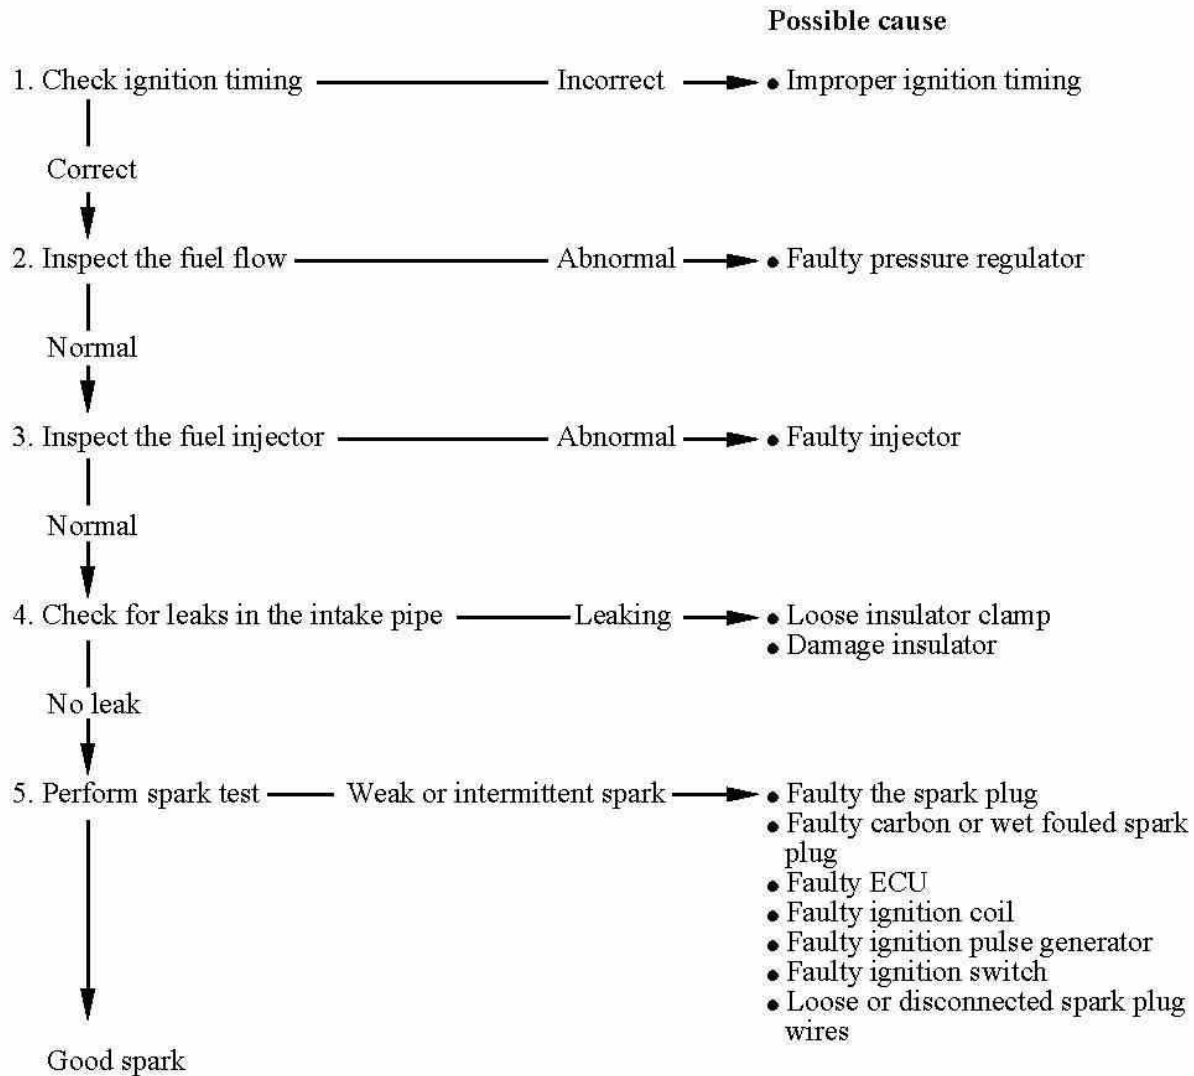 Possible cause
1. Check ignition timing Incorrect • Improper ignition timing
Correct
2. Inspect the fuel flow Abnormal • Faulty pressure regulator
Normal
3. Inspect the fuel injector Abnormal • Faulty injector
Normal
4. Check for leaks in the intake pipe Leaking • Loose insulator clamp
• Damage insulator
No leak
5. Perform spark test Weak or intermittent spark • Faulty the spark plug
• Faulty carbon or wet fouled spark
plug
• Faulty ECU
• Faulty ignition coil
• Faulty ignition pulse generator
• Faulty ignition switch
• Loose or disconnected spark plug
wires
Good spark